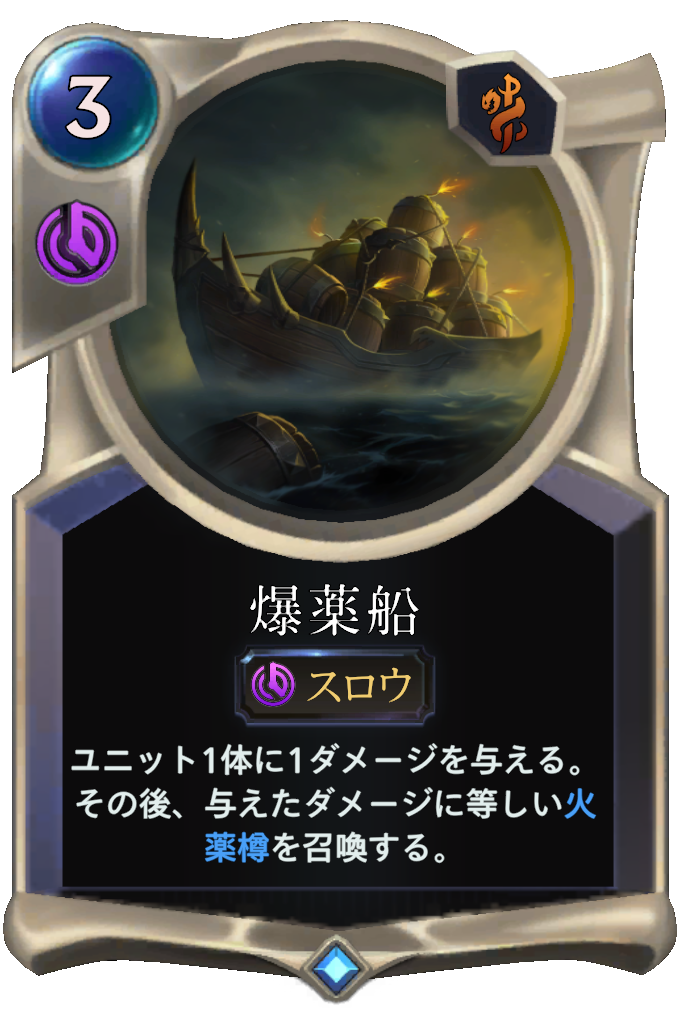 3
爆薬船
スロウ
ユニット1体に1ダメージを与える。
その後、与えたダメージに等しい火
薬樽を召喚する。